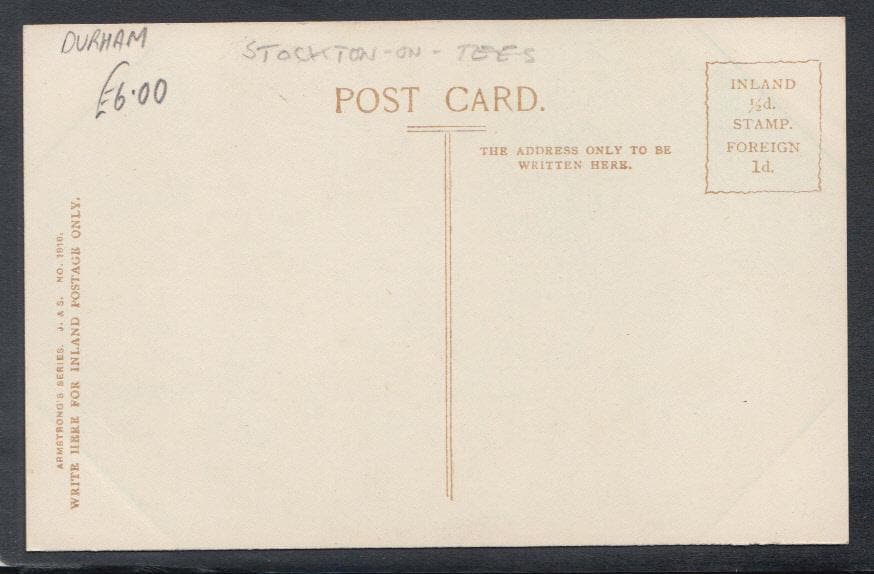 DURHAM
£6.00
STOCKTON-ON-TEES
POST CARD.
THE ADDRESS ONLY TO BE
WRITTEN HERE.
INLAND
½d.
STAMP.
FOREIGN
1d.
ARMSTRONG'S SERIES. J. & S. NO. 1916.
WRITE HERE FOR INLAND POSTAGE ONLY.